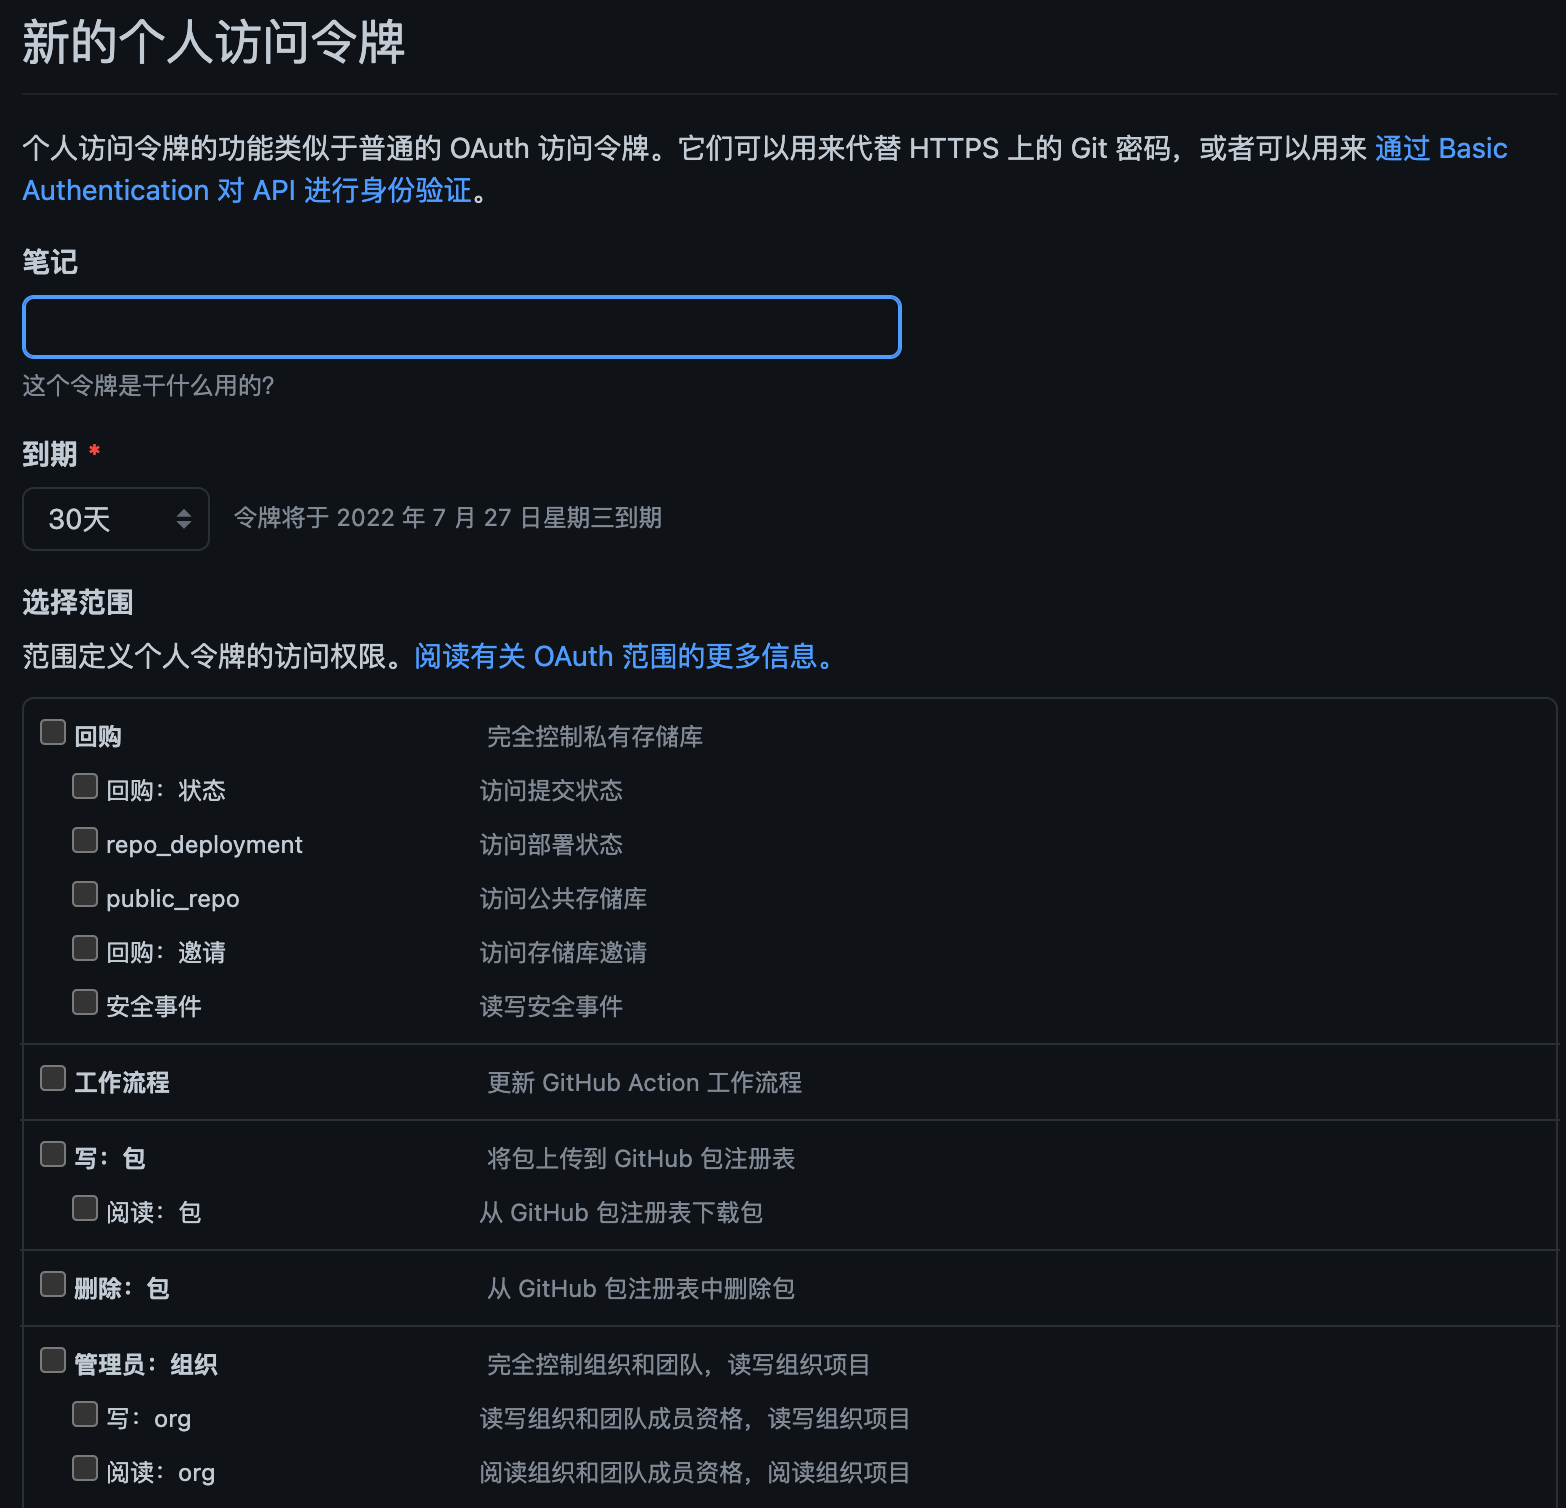 新的个人访问令牌
个人访问令牌的功能类似于普通的 OAuth 访问令牌。它们可以用来代替 HTTPS 上的 Git 密码，或者可以用来 通过 Basic
Authentication 对 API 进行身份验证。
笔记
这个令牌是干什么用的?
到期 *
30天 令牌将于 2022 年 7 月 27 日星期三到期
选择范围
范围定义个人令牌的访问权限。阅读有关 OAuth 范围的更多信息。
回购 完全控制私有存储库
回购：状态 访问提交状态
repo_deployment 访问部署状态
public_repo 访问公共存储库
回购：邀请 访问存储库邀请
安全事件 读写安全事件
工作流程 更新 GitHub Action 工作流程
写：包 将包上传到 GitHub 包注册表
阅读：包 从 GitHub 包注册表下载包
删除：包 从 GitHub 包注册表中删除包
管理员：组织 完全控制组织和团队，读写组织项目
写：org 读写组织和团队成员资格，读写组织项目
阅读：org 阅读组织和团队成员资格，阅读组织项目